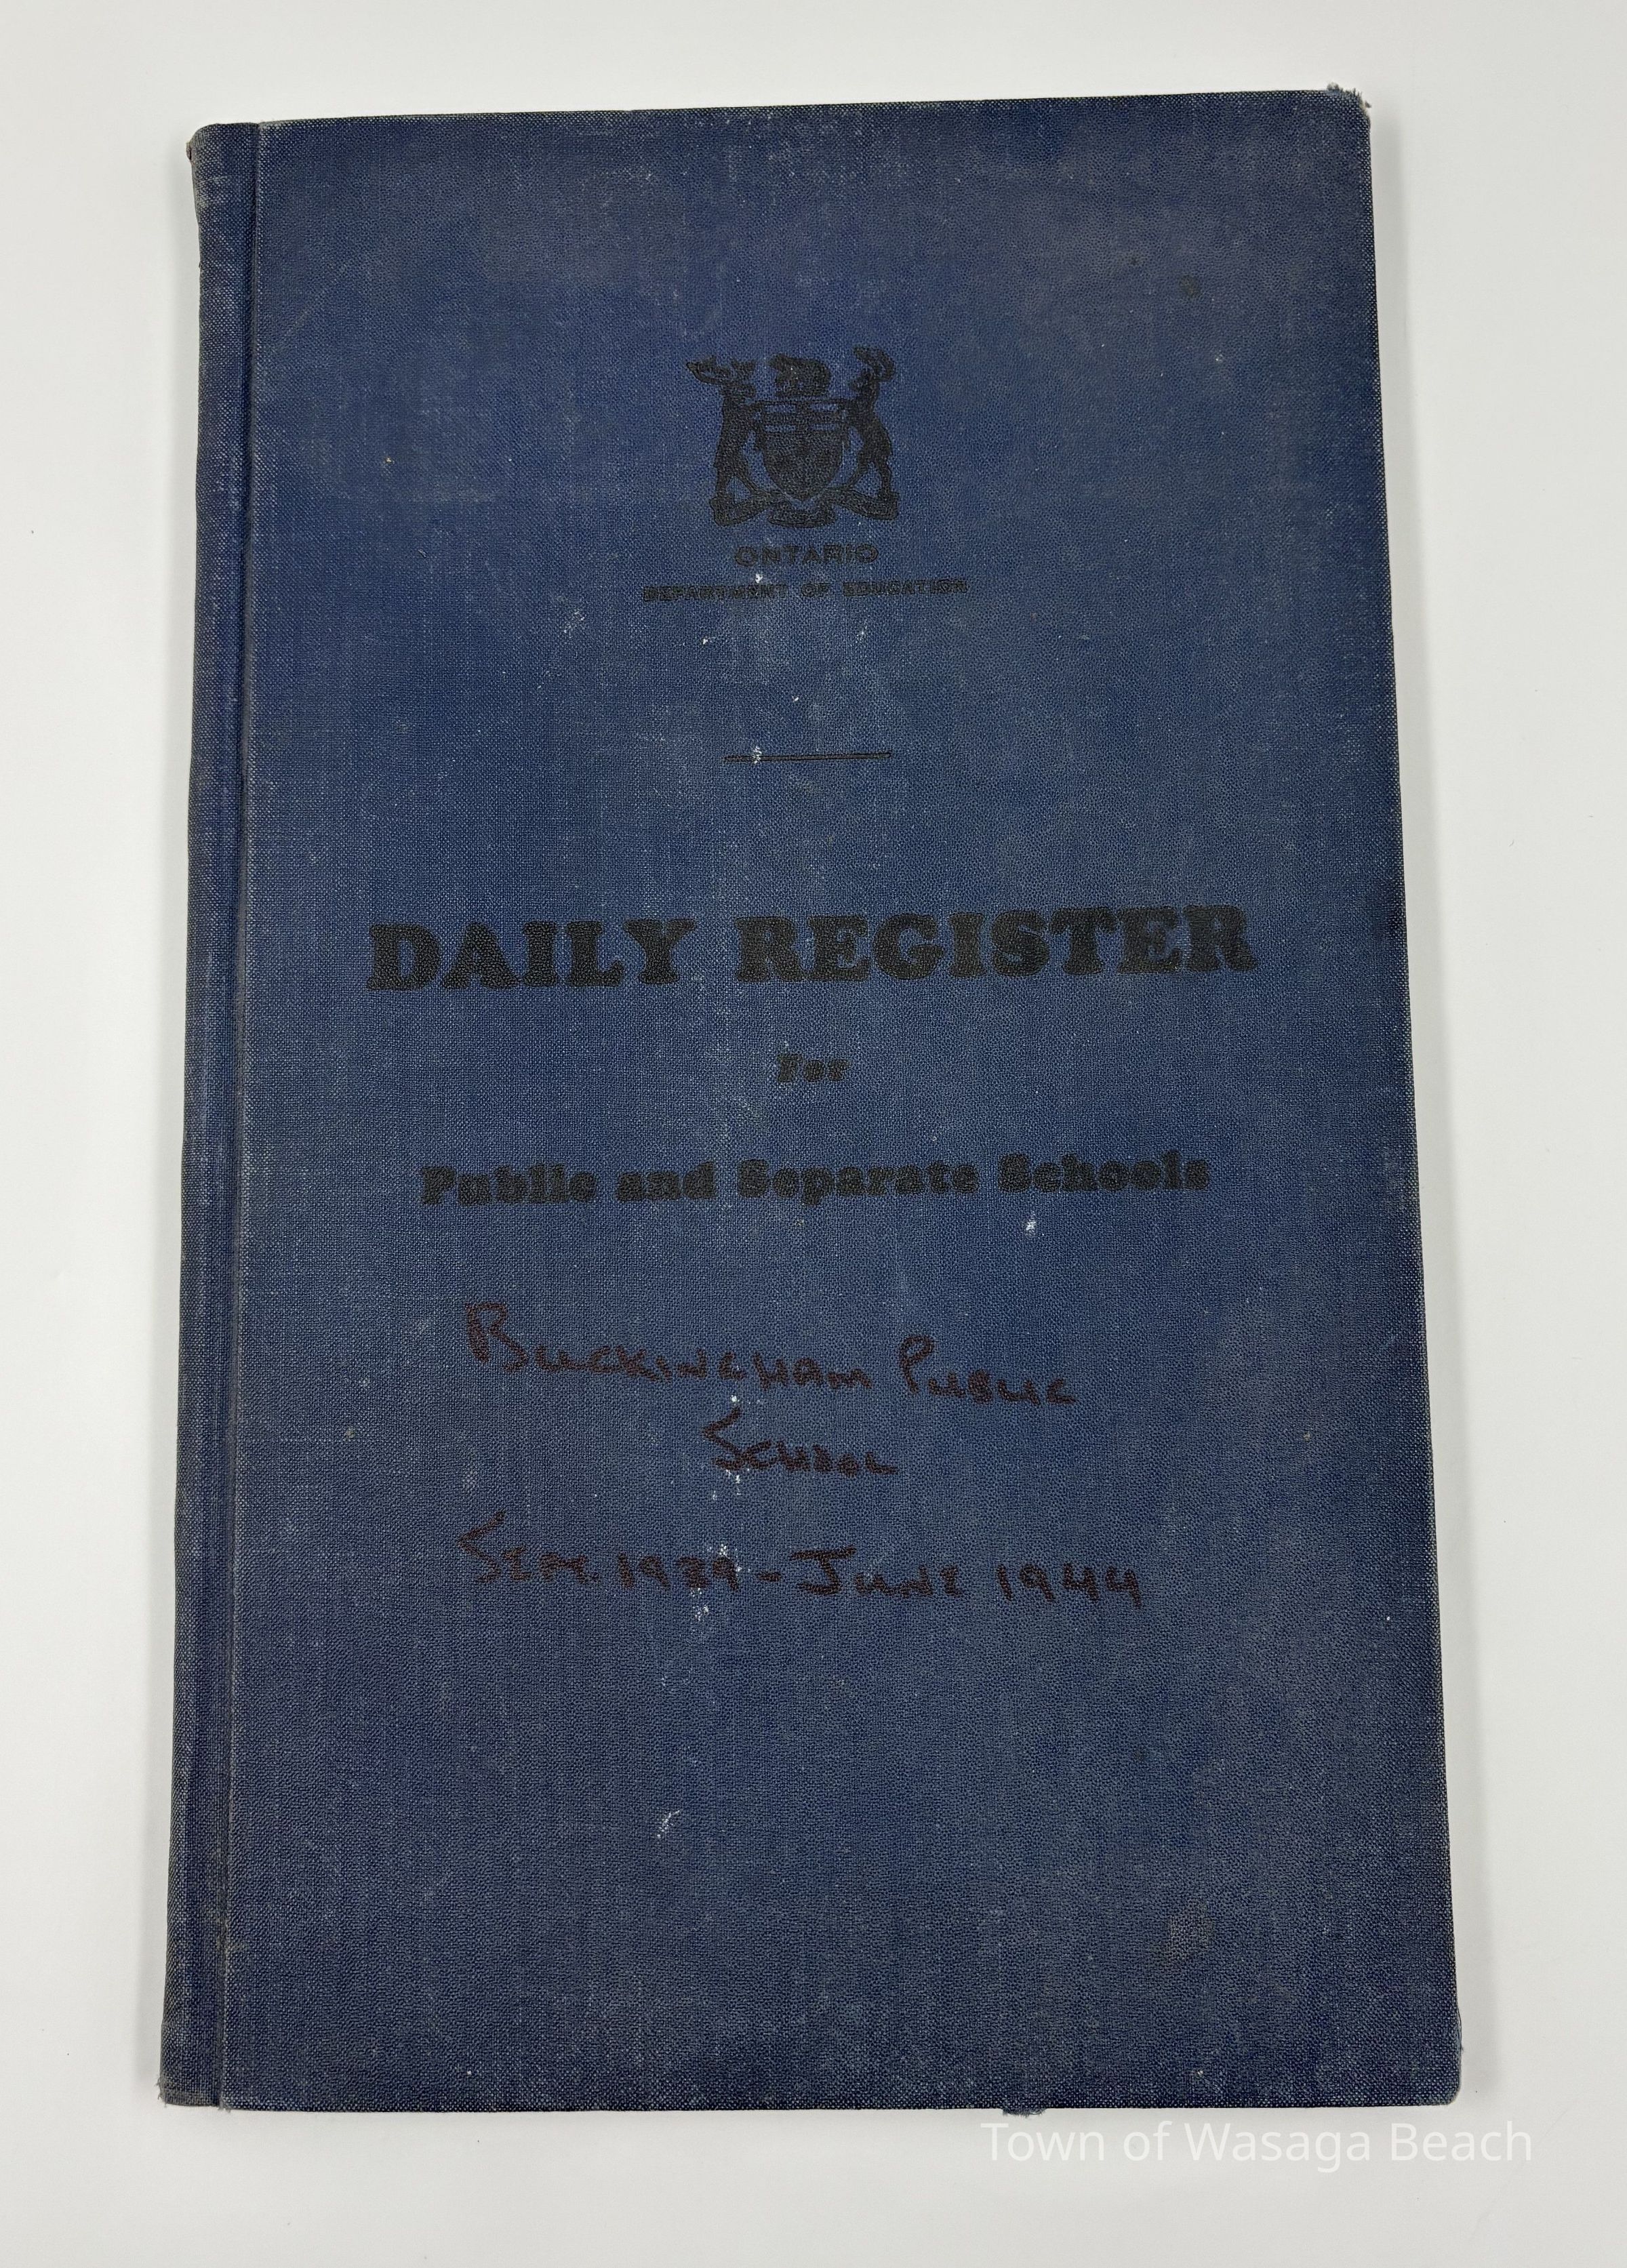 ONTARIO
DEPARTMENT OF EDUCATION
DAILY REGISTER
For
Public and Separate Schools
BUCKINGHAM PUBLIC
SCHOOL
SEPT. 1939 - JUNE 1944
Town of Wasaga Beach